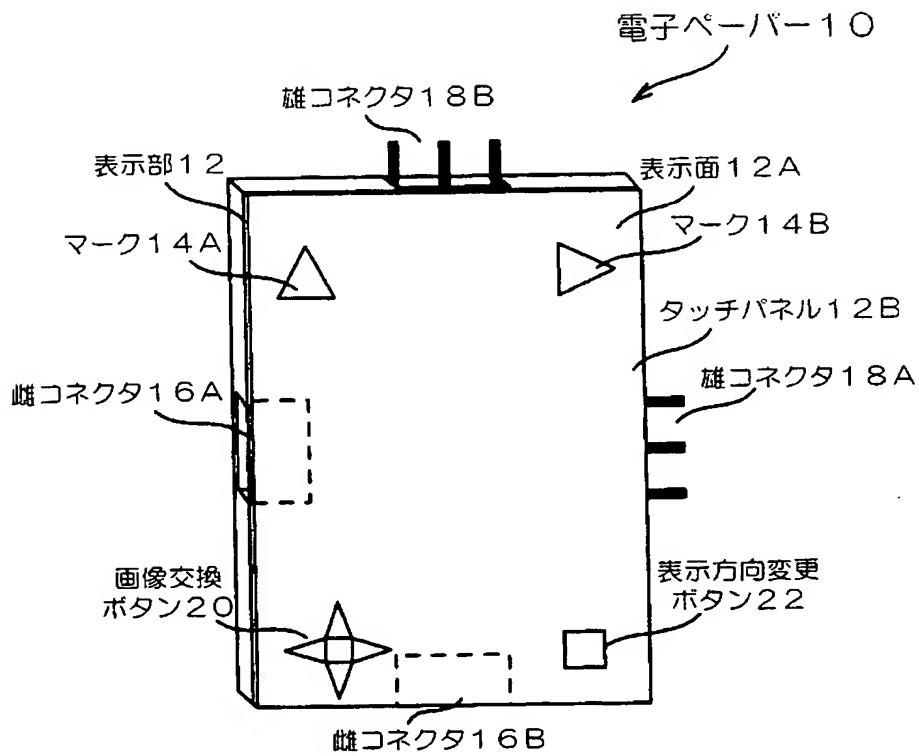 電子ペーパー１０
雄コネクタ１８B
表示部１２
表示面１２A
マーク１４A
マーク１４B
タッチパネル１２B
雌コネクタ１６A
雄コネクタ１８A
画像交換
ボタン２０
表示方向変更
ボタン２２
雌コネクタ１６B